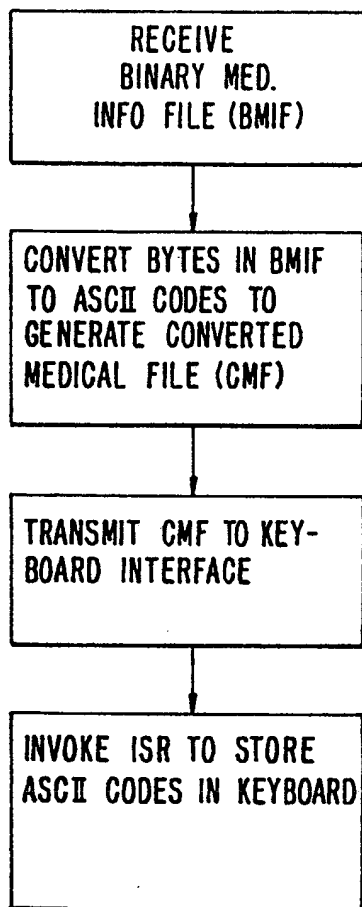 RECEIVE
BINARY MED.
INFO FILE (BMIF)
CONVERT BYTES IN BMIF
TO ASCII CODES TO
GENERATE CONVERTED
MEDICAL FILE (CMF)
TRANSMIT CMF TO KEY-
BOARD INTERFACE
INVOKE ISR TO STORE
ASCII CODES IN KEYBOARD